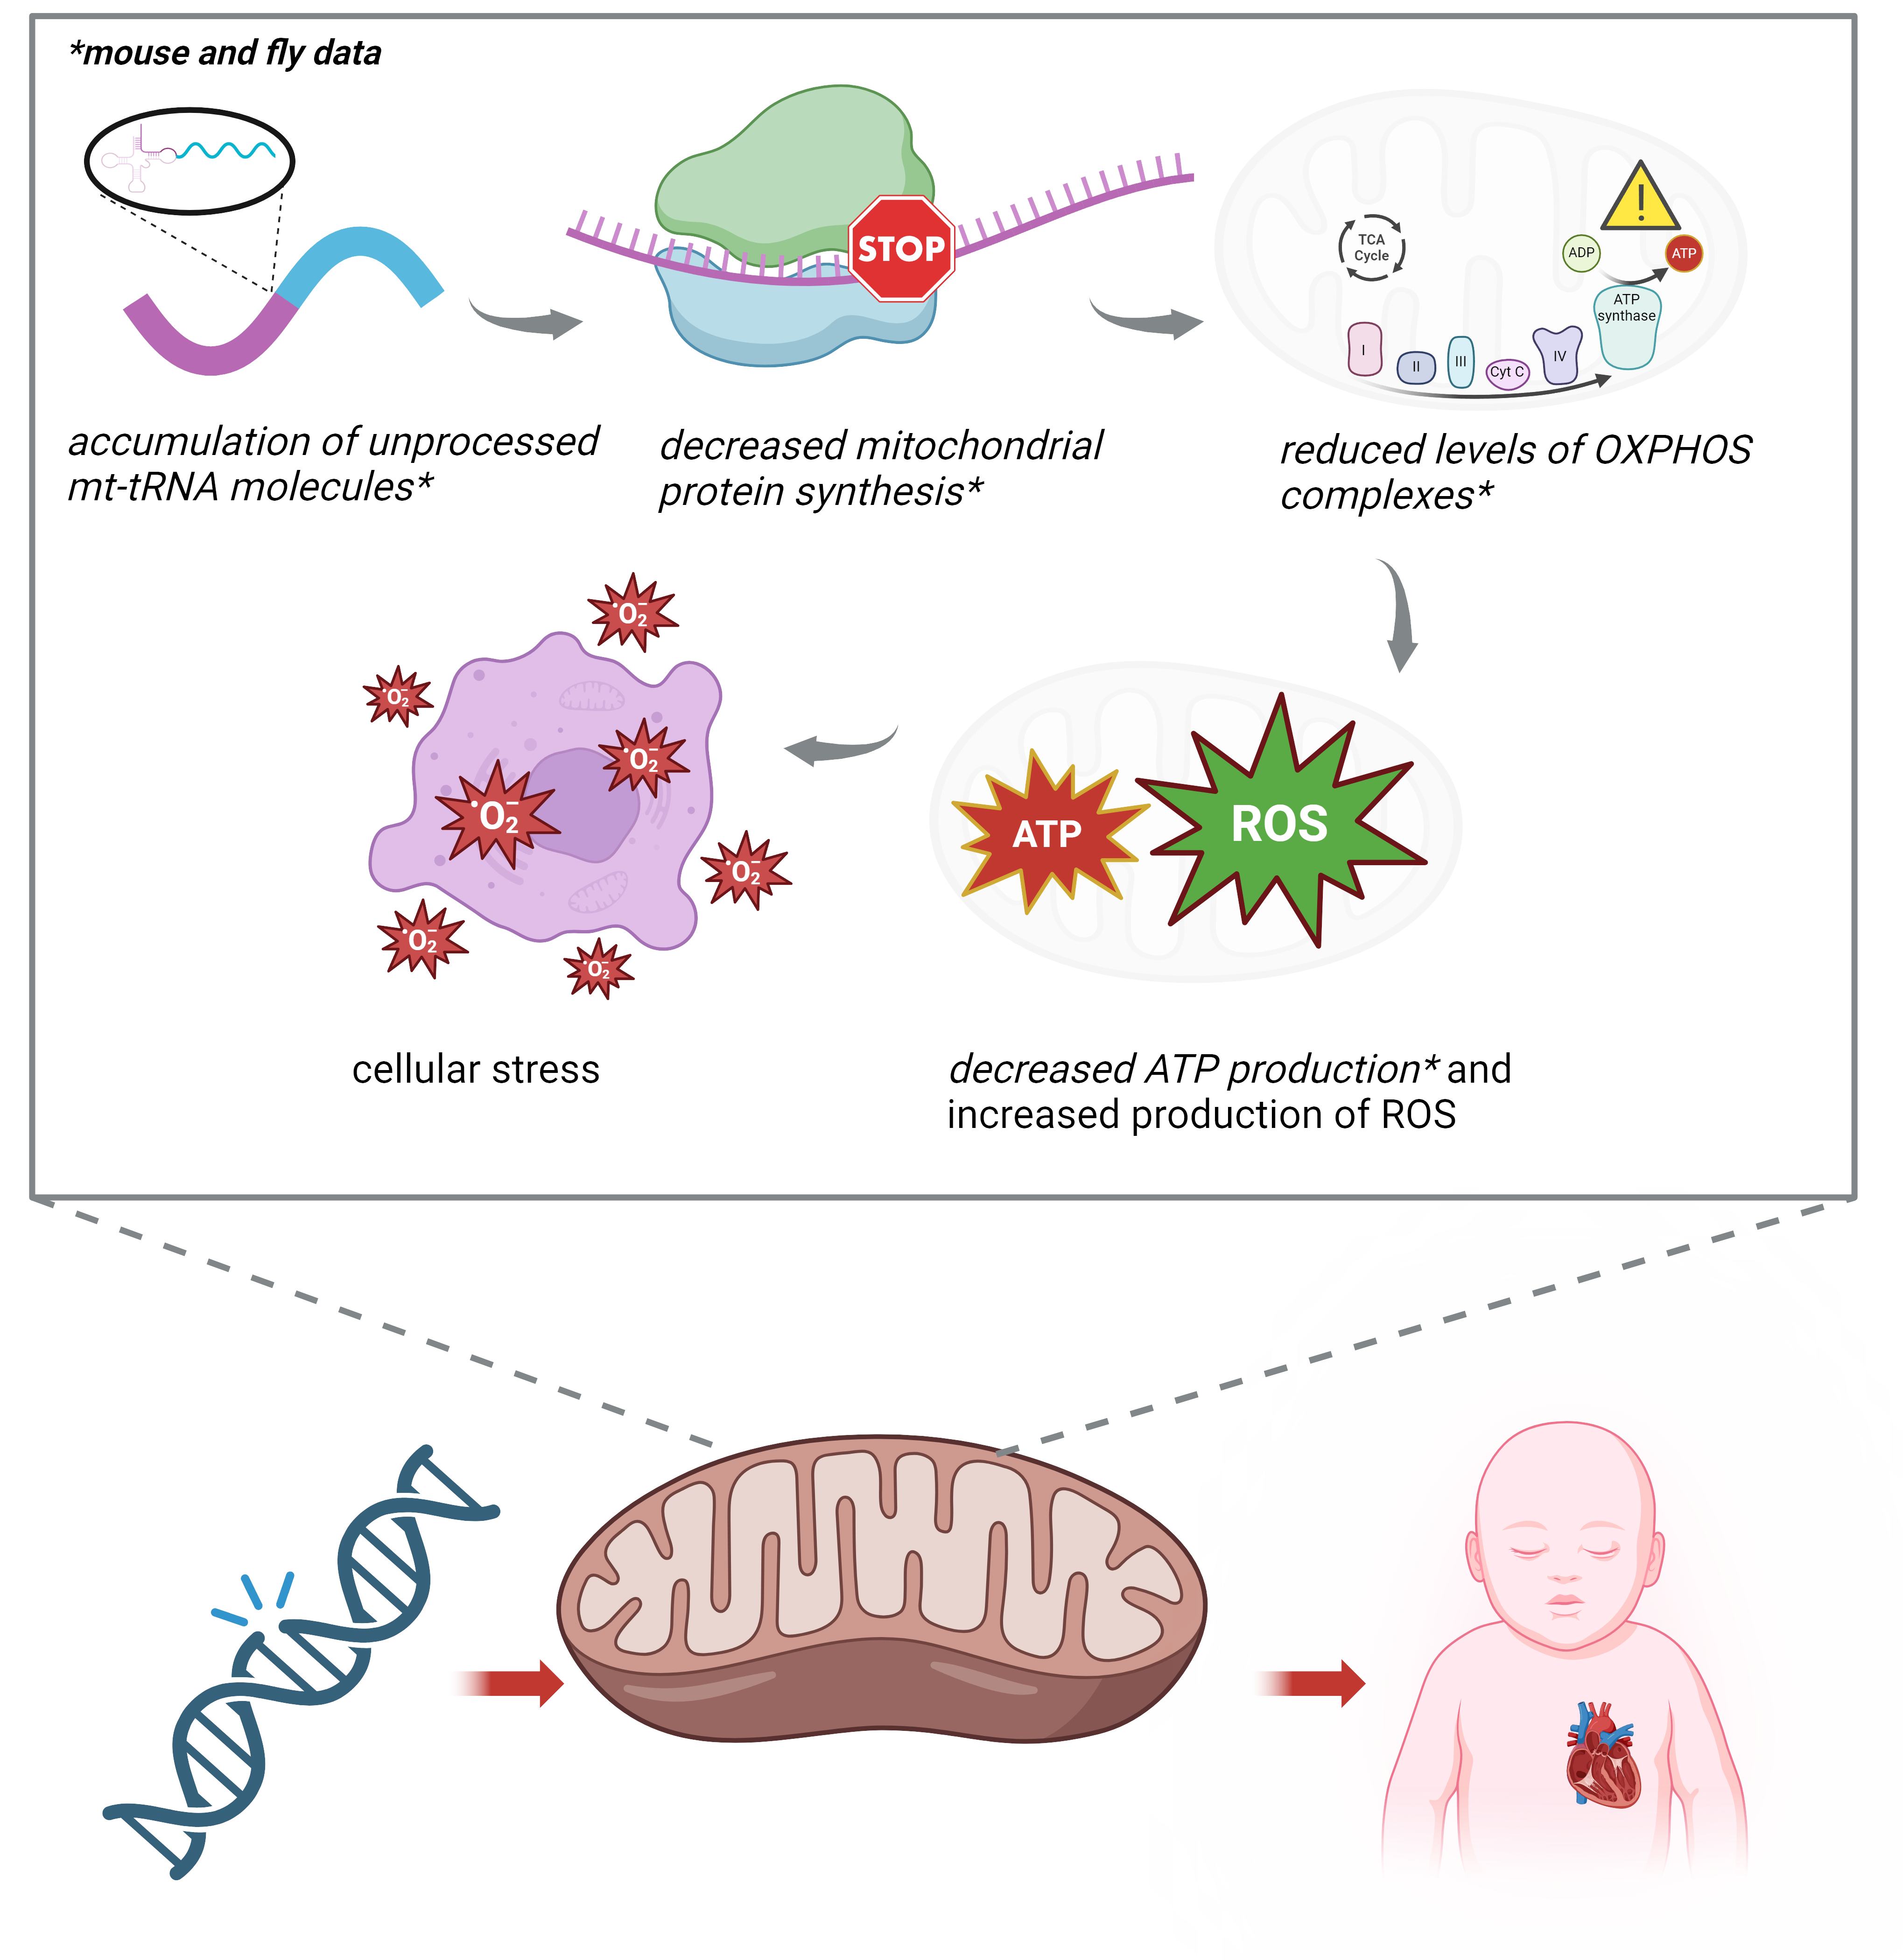 *mouse and fly data
STOP
TCA
Cycle
ADP
ATP
ATP
synthase
I
II
III
Cyt C
IV
accumulation of unprocessed
mt-tRNA molecules*
decreased mitochondrial
protein synthesis*
reduced levels of OXPHOS
complexes*
•O₂⁻
•O₂⁻
•O₂⁻
•O₂⁻
•O₂⁻
•O₂⁻
•O₂⁻
ATP
ROS
cellular stress
decreased ATP production* and
increased production of ROS